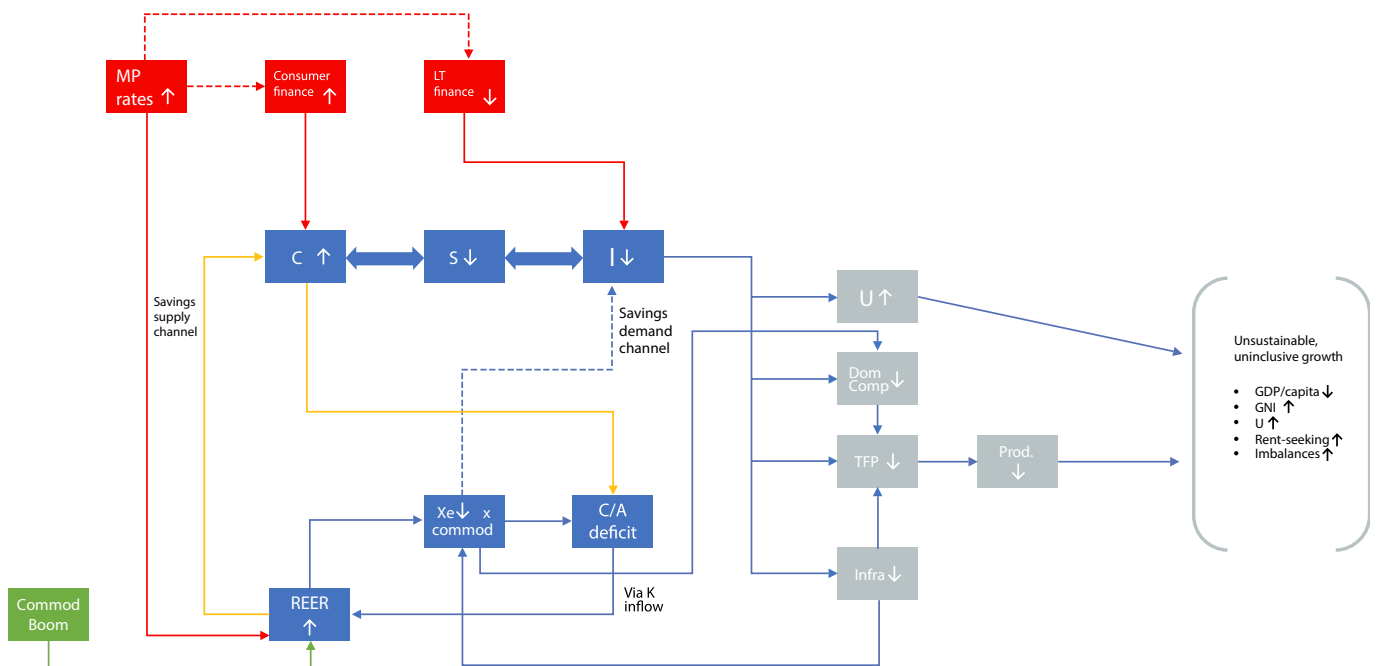 MP
rates ↑
Consumer
finance ↑
LT
finance ↓
C ↑
S ↓
I ↓
Savings
supply
channel
Savings
demand
channel
U ↑
Dom
Comp ↓
TFP ↓
Prod.
↓
Infra ↓
Xe ↓ x
commod
C/A
deficit
Via K
inflow
REER
↑
Commod
Boom
Unsustainable,
uninclusive growth
• GDP/capita ↓
• GNI ↑
• U ↑
• Rent-seeking ↑
• Imbalances ↑